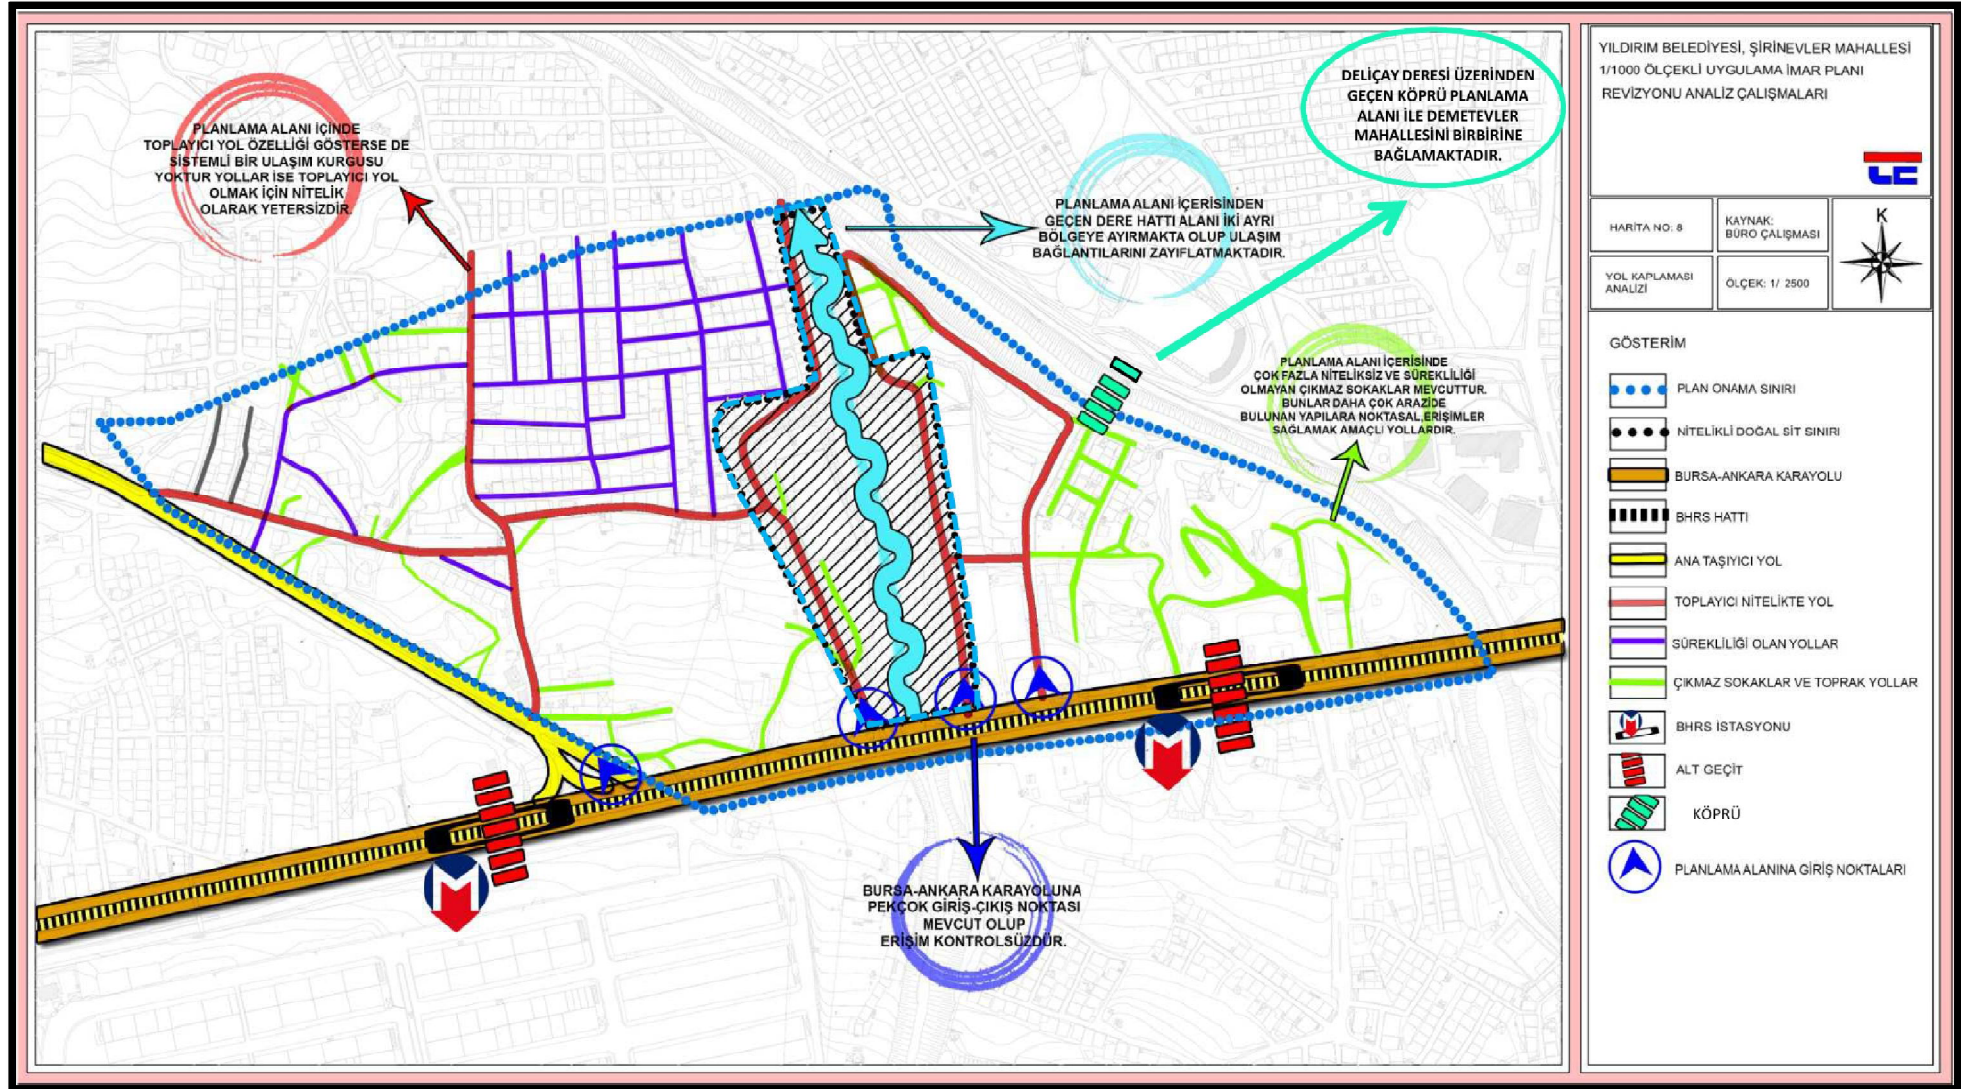 PLANLAMA ALANI İÇİNDE
TOPLAYICI YOL ÖZELLİĞİ GÖSTERSE DE
SİSTEMLİ BİR ULAŞIM KURGUSU
YOKTUR YOLLAR İSE TOPLAYICI YOL
OLMAK İÇİN NİTELİK
OLARAK YETERSİZDİR.
PLANLAMA ALANI İÇERİSİNDEN
GEÇEN DERE HATTI ALANI İKİ AYRI
BÖLGEYE AYIRMAKTA OLUP ULAŞIM
BAĞLANTILARINI ZAYIFLATMAKTADIR.
DELİÇAY DERESİ ÜZERİNDEN
GEÇEN KÖPRÜ PLANLAMA
ALANI İLE DEMETEVLER
MAHALLESİNİ BİRBİRİNE
BAĞLAMAKTADIR.
PLANLAMA ALANI İÇERİSİNDE
ÇOK FAZLA NİTELİKSİZ VE SÜREKLİLİĞİ
OLMAYAN ÇIKMAZ SOKAKLAR MEVCUTTUR.
BUNLAR DAHA ÇOK ARAZİDE
BULUNAN YAPILARA NOKTASAL ERİŞİMLER
SAĞLAMAK AMAÇLI YOLLARDIR.
BURSA-ANKARA KARAYOLUNA
PEKÇOK GİRİŞ-ÇIKIŞ NOKTASI
MEVCUT OLUP
ERİŞİM KONTROLSÜZDÜR.
YILDIRIM BELEDİYESİ, ŞİRİNEVLER MAHALLESİ
1/1000 ÖLÇEKLİ UYGULAMA İMAR PLANI
REVİZYONU ANALİZ ÇALIŞMALARI
HARİTA NO: 8
KAYNAK:
BÜRO ÇALIŞMASI
K
YOL KAPLAMASI
ANALİZİ
ÖLÇEK: 1/ 2500
GÖSTERİM
PLAN ONAMA SINIRI
NİTELİKLİ DOĞAL SİT SINIRI
BURSA-ANKARA KARAYOLU
BHRS HATTI
ANA TAŞIYICI YOL
TOPLAYICI NİTELİKTE YOL
SÜREKLİLİĞİ OLAN YOLLAR
ÇIKMAZ SOKAKLAR VE TOPRAK YOLLAR
BHRS İSTASYONU
ALT GEÇİT
KÖPRÜ
PLANLAMA ALANINA GİRİŞ NOKTALARI